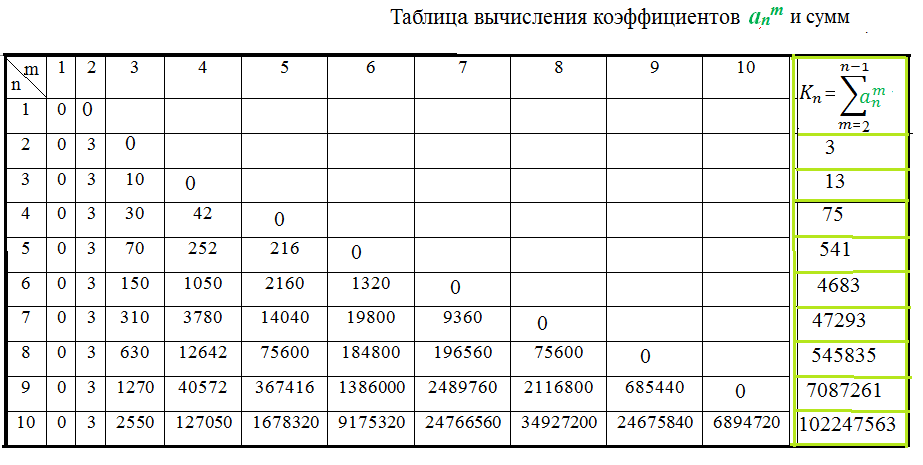 Таблица вычисления коэффициентов aₙᵐ и сумм
n m 1 2 3 4 5 6 7 8 9 10 Kₙ = ∑ₘ₌₂ⁿ⁻¹ aₙᵐ
1 0 0
2 0 3 0 3
3 0 3 10 0 13
4 0 3 30 42 0 75
5 0 3 70 252 216 0 541
6 0 3 150 1050 2160 1320 0 4683
7 0 3 310 3780 14040 19800 9360 0 47293
8 0 3 630 12642 75600 184800 196560 75600 0 545835
9 0 3 1270 40572 367416 1386000 2489760 2116800 685440 0 7087261
10 0 3 2550 127050 1678320 9175320 24766560 34927200 24675840 6894720 102247563